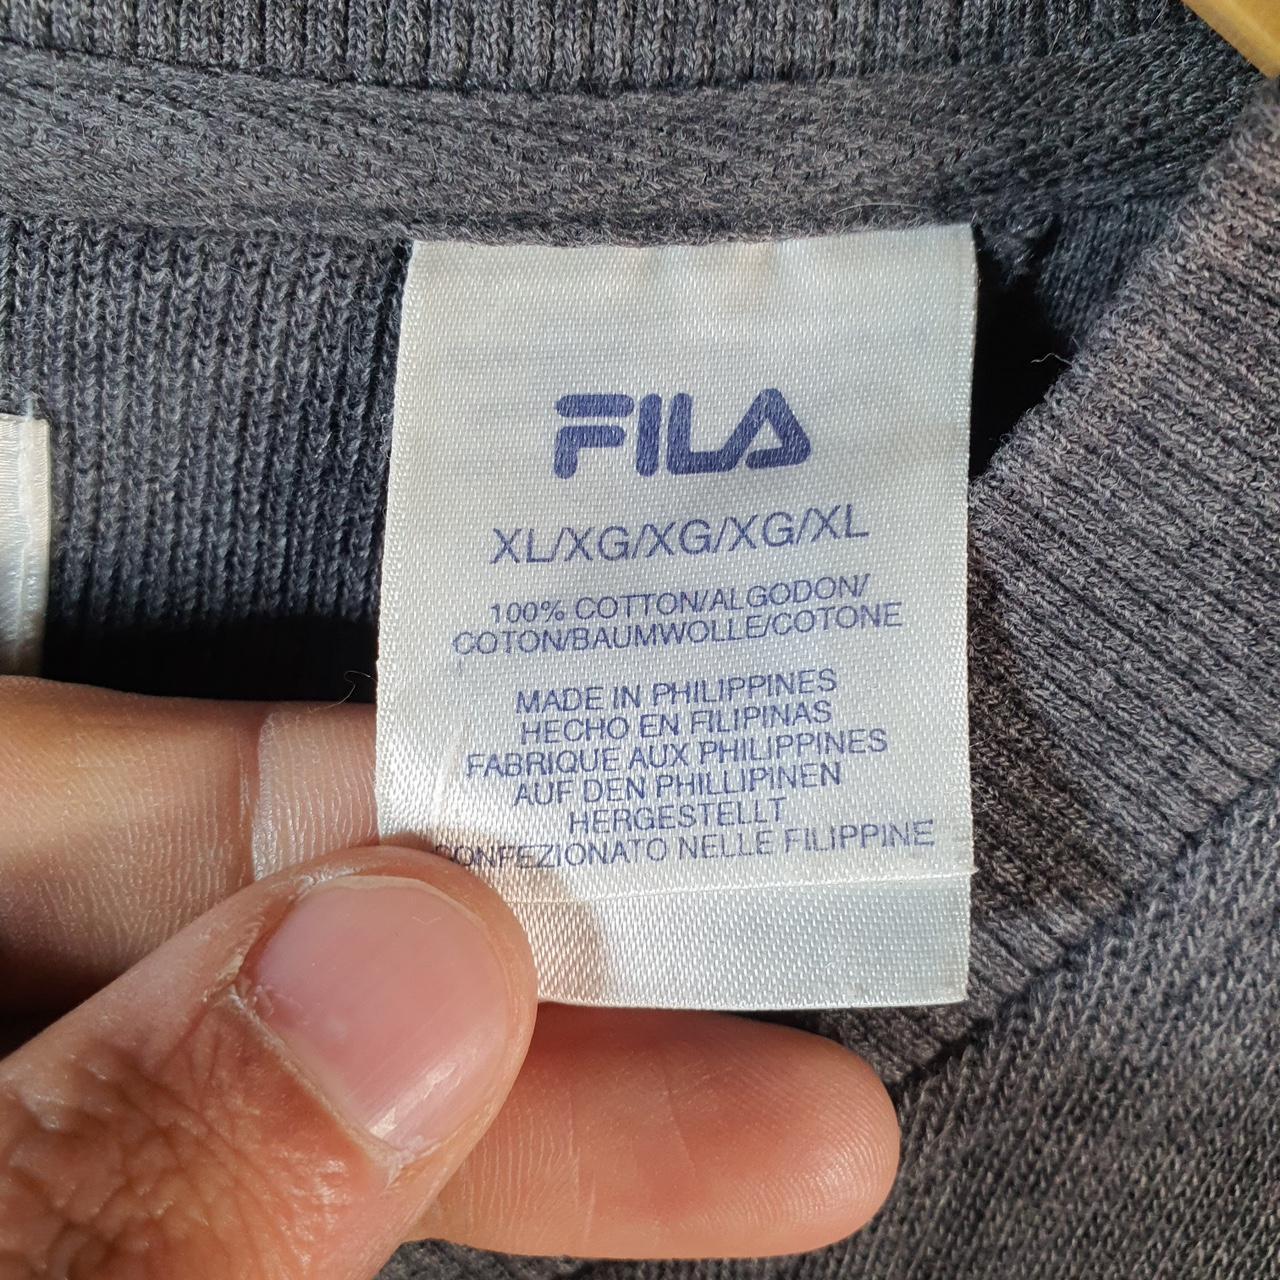 FILA
XL/XG/XG/XG/XL
100% COTTON/ALGODON/
COTON/BAUMWOLLE/COTONE
MADE IN PHILIPPINES
HECHO EN FILIPINAS
FABRIQUE AUX PHILIPPINES
AUF DEN PHILLIPINEN
HERGESTELLT
CONFEZIONATO NELLE FILIPPINE